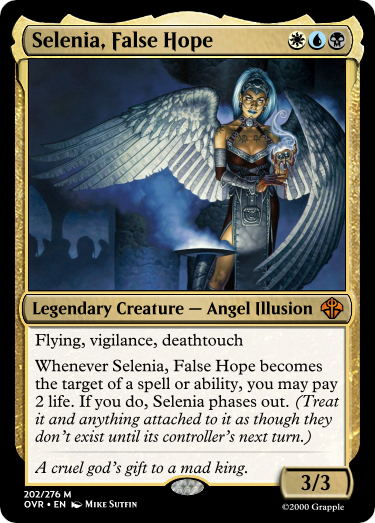 Selenia, False Hope
Legendary Creature — Angel Illusion
Flying, vigilance, deathtouch
Whenever Selenia, False Hope becomes
the target of a spell or ability, you may pay
2 life. If you do, Selenia phases out. (Treat
it and anything attached to it as though they
don't exist until its controller's next turn.)
A cruel god's gift to a mad king.
3/3
202/276 M
OVR • EN Mike Sutfin
©2000 Grapple